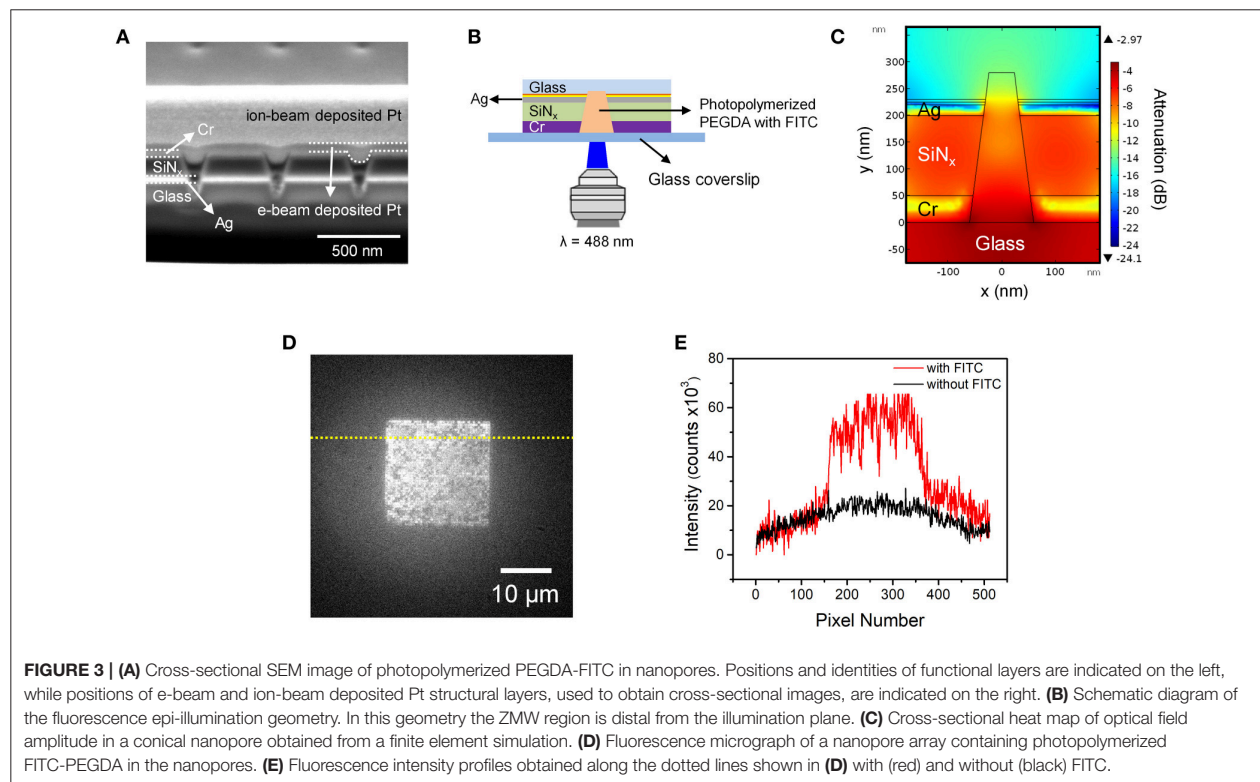 A
Cr
ion-beam deposited Pt
SiNx
Glass
Ag
e-beam deposited Pt
500 nm
B
Glass
Ag
SiNx
Cr
Photopolymerized
PEGDA with FITC
Glass coverslip
λ = 488 nm
C
nm
350
300
250
200
150
100
50
0
-50
y (nm)
Ag
SiNx
Cr
Glass
-100
0
100
nm
x (nm)
▲ -2.97
-4
-6
-8
-10
-12
-14
-16
-18
-20
-22
-24
▼ -24.1
Attenuation (dB)
D
10 µm
E
80
60
40
20
0
Intensity (counts x10³)
with FITC
without FITC
0
100
200
300
400
500
Pixel Number
FIGURE 3 | (A) Cross-sectional SEM image of photopolymerized PEGDA-FITC in nanopores. Positions and identities of functional layers are indicated on the left,
while positions of e-beam and ion-beam deposited Pt structural layers, used to obtain cross-sectional images, are indicated on the right. (B) Schematic diagram of
the fluorescence epi-illumination geometry. In this geometry the ZMW region is distal from the illumination plane. (C) Cross-sectional heat map of optical field
amplitude in a conical nanopore obtained from a finite element simulation. (D) Fluorescence micrograph of a nanopore array containing photopolymerized
FITC-PEGDA in the nanopores. (E) Fluorescence intensity profiles obtained along the dotted lines shown in (D) with (red) and without (black) FITC.